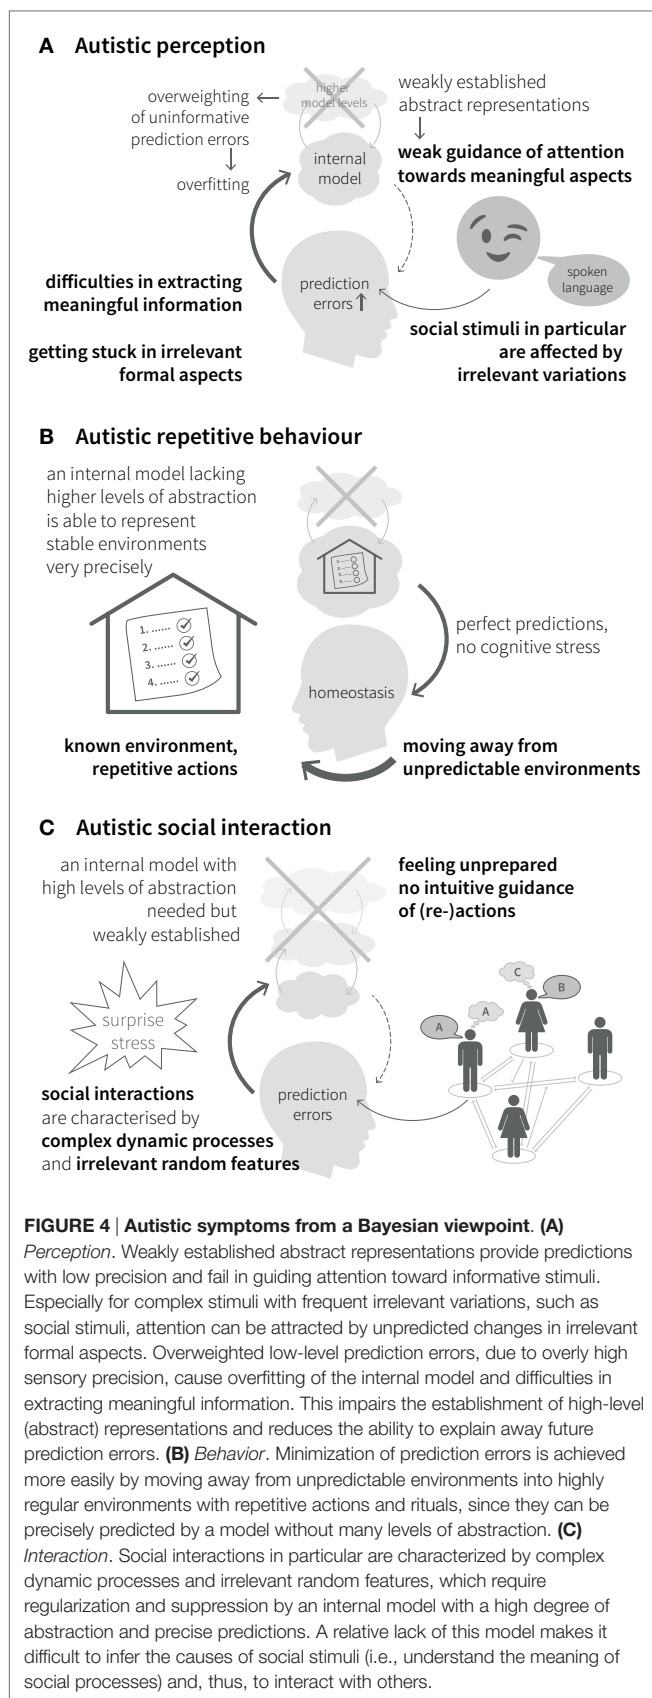 A Autistic perception
higher
model levels
overweighting
of uninformative
prediction errors
overfitting
weakly established
abstract representations
weak guidance of attention
towards meaningful aspects
internal
model
difficulties in extracting
meaningful information
getting stuck in irrelevant
formal aspects
prediction
errors
spoken
language
social stimuli in particular
are affected by
irrelevant variations
B Autistic repetitive behaviour
an internal model lacking
higher levels of abstraction
is able to represent
stable environments
very precisely
1. ......
2. ......
3. ......
4. ......
perfect predictions,
no cognitive stress
homeostasis
known environment,
repetitive actions
moving away from
unpredictable environments
C Autistic social interaction
an internal model with
high levels of abstraction
needed but
weakly established
feeling unprepared
no intuitive guidance
of (re-)actions
surprise
stress
C
B
A
A
social interactions
are characterised by
complex dynamic processes
and irrelevant random features
prediction
errors
FIGURE 4 | Autistic symptoms from a Bayesian viewpoint. (A)
Perception. Weakly established abstract representations provide predictions
with low precision and fail in guiding attention toward informative stimuli.
Especially for complex stimuli with frequent irrelevant variations, such as
social stimuli, attention can be attracted by unpredicted changes in irrelevant
formal aspects. Overweighted low-level prediction errors, due to overly high
sensory precision, cause overfitting of the internal model and difficulties in
extracting meaningful information. This impairs the establishment of high-level
(abstract) representations and reduces the ability to explain away future
prediction errors. (B) Behavior. Minimization of prediction errors is achieved
more easily by moving away from unpredictable environments into highly
regular environments with repetitive actions and rituals, since they can be
precisely predicted by a model without many levels of abstraction. (C)
Interaction. Social interactions in particular are characterized by complex
dynamic processes and irrelevant random features, which require
regularization and suppression by an internal model with a high degree of
abstraction and precise predictions. A relative lack of this model makes it
difficult to infer the causes of social stimuli (i.e., understand the meaning of
social processes) and, thus, to interact with others.